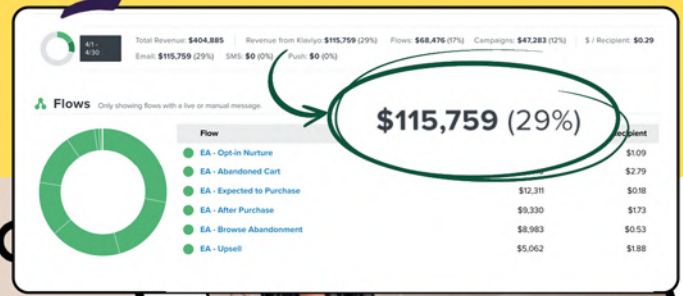 Total Revenue: $404,885 Revenue from Klaviyo: $115,759 (29%) Flows: $68,476 (17%) Campaigns: $47,283 (12%) $ / Recipient: $0.29
4/1 -
4/30
Email: $115,759 (29%) SMS: $0 (0%) Push: $0 (0%)
Flows Only showing flows with a live or manual message.
$115,759 (29%)
Flow
EA - Opt-in Nurture $1.09
EA - Abandoned Cart $2.79
EA - Expected to Purchase $12,311 $0.18
EA - After Purchase $9,330 $1.73
EA - Browse Abandonment $8,983 $0.53
EA - Upsell $5,062 $1.88